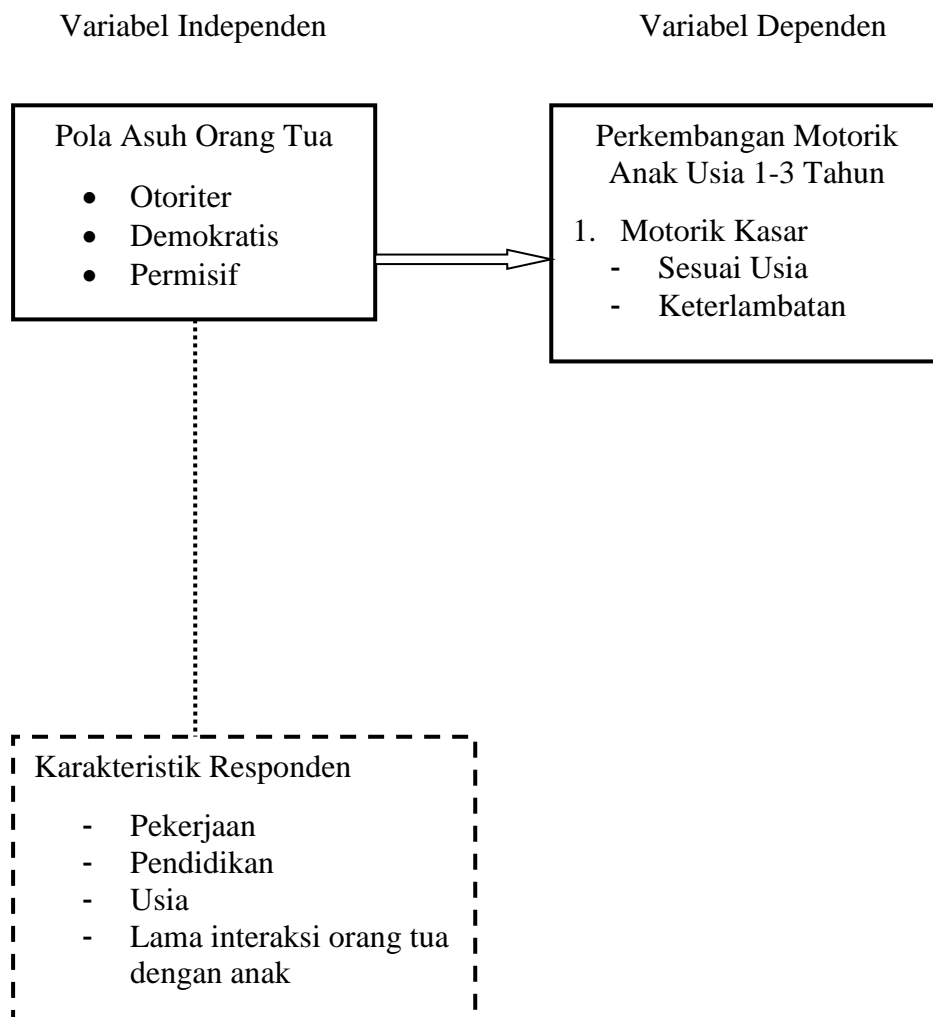 Variabel Independen
Variabel Dependen
Pola Asuh Orang Tua
• Otoriter
• Demokratis
• Permisif
Perkembangan Motorik
Anak Usia 1-3 Tahun
1. Motorik Kasar
- Sesuai Usia
- Keterlambatan
Karakteristik Responden
- Pekerjaan
- Pendidikan
- Usia
- Lama interaksi orang tua
dengan anak